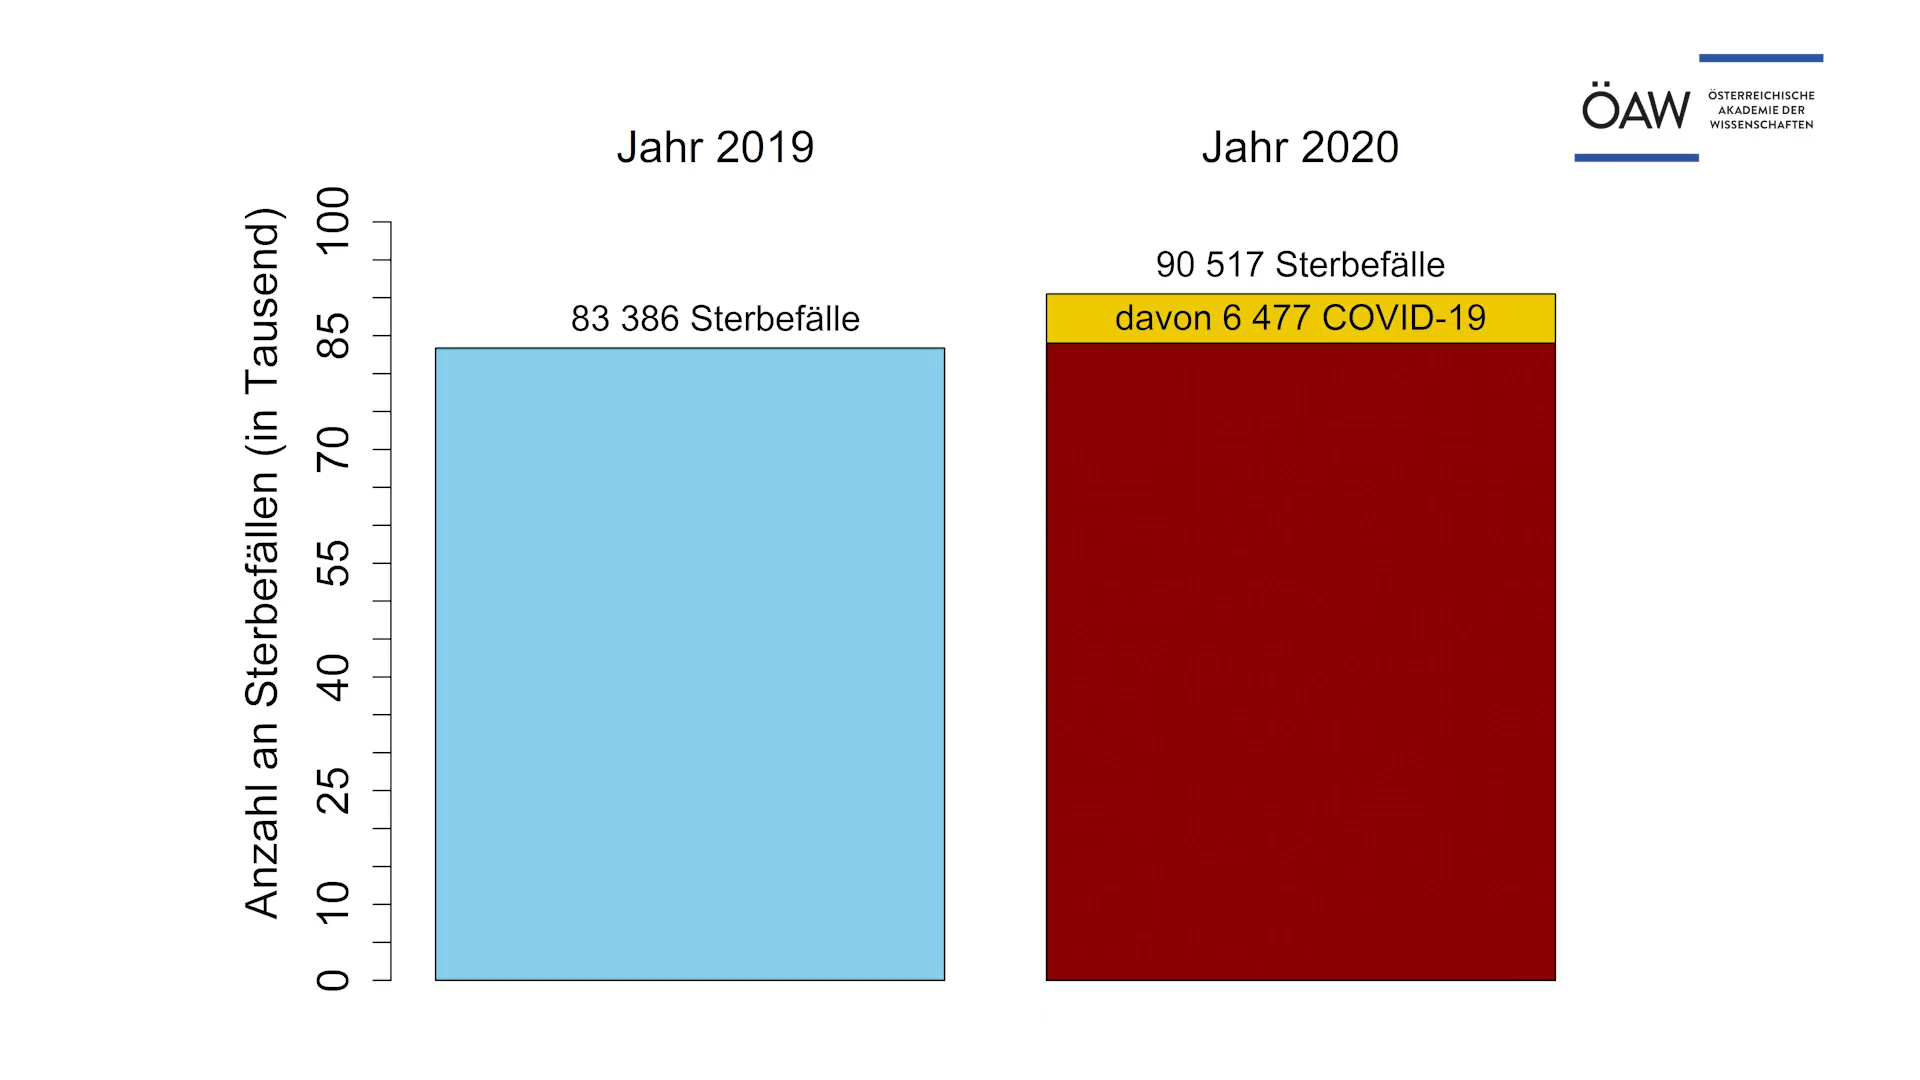 ÖAW
ÖSTERREICHISCHE
AKADEMIE DER
WISSENSCHAFTEN
Jahr 2019
Jahr 2020
Anzahl an Sterbefällen (in Tausend)
100
85
70
55
40
25
10
0
83 386 Sterbefälle
90 517 Sterbefälle
davon 6 477 COVID-19